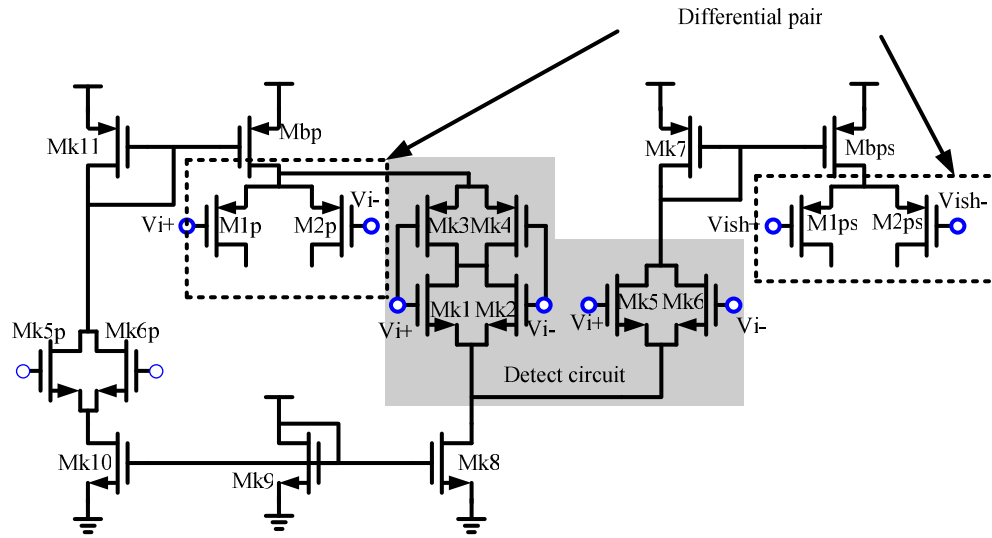 Differential pair
Mk11
Mbp
Mk7
Mbps
Vi+
M1p
M2p
Vi-
Mk3
Mk4
Vish+
M1ps
M2ps
Vish-
Mk5p
Mk6p
Vi+
Mk1
Mk2
Vi-
Vi+
Mk5
Mk6
Vi-
Detect circuit
Mk10
Mk9
Mk8